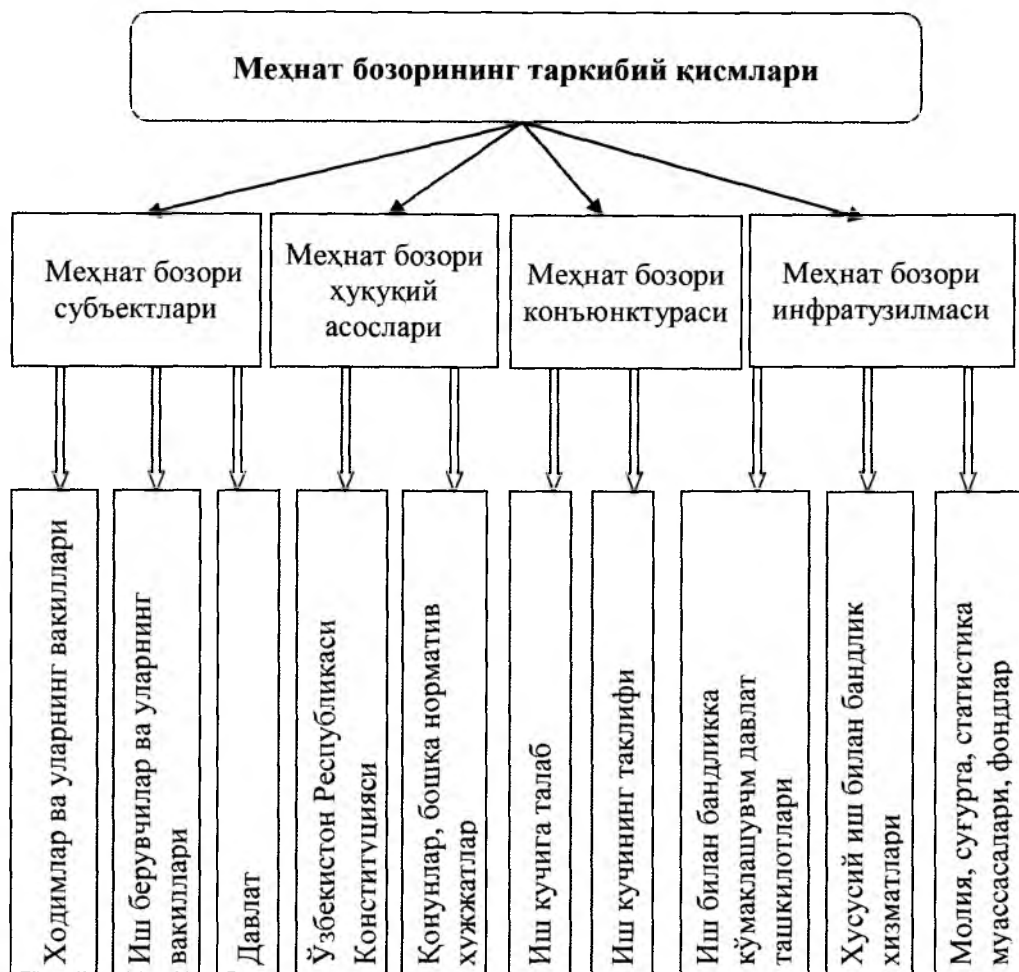 Меҳнат бозорининг таркибий қисмлари
Меҳнат бозори
субъектлари
Меҳнат бозори
ҳуқуқий
асослари
Меҳнат бозори
конъюнктураси
Меҳнат бозори
инфратузилмаси
Ходимлар ва уларнинг вакиллари
Иш берувчилар ва уларнинг
вакиллари
Давлат
Ўзбекистон Республикаси
Конституцияси
Қонунлар, бошка норматив
ҳужжатлар
Иш кучига талаб
Иш кучининг таклифи
Иш билан бандликка
кўмаклашувчм давлат
ташкилотлари
Хусусий иш билан бандлик
хизматлари
Молия, суғурта, статистика
муассасалари, фондлар